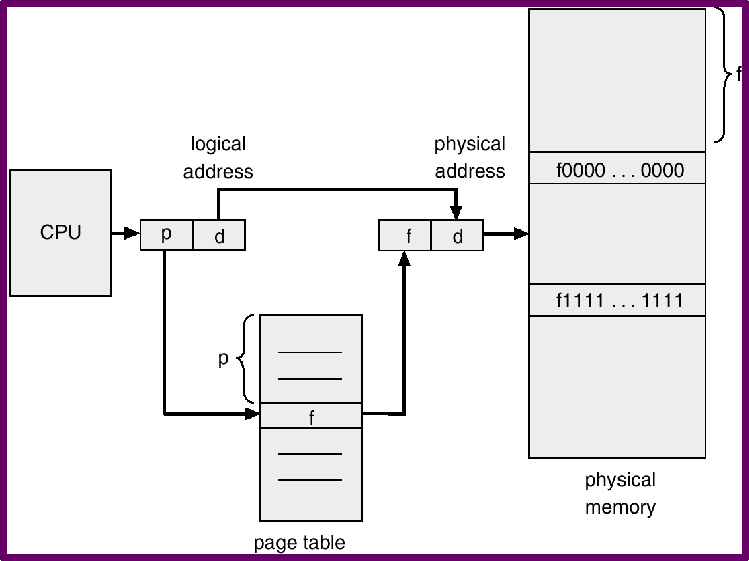 logical
address
physical
address
f
f0000 . . . 0000
CPU
p
d
f
d
f1111 . . . 1111
p
f
physical
memory
page table